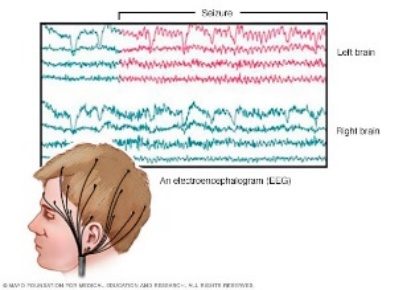 Seizure
Left brain
Right brain
An electroencephalogram (EEG)
© MAYO FOUNDATION FOR MEDICAL EDUCATION AND RESEARCH. ALL RIGHTS RESERVED.